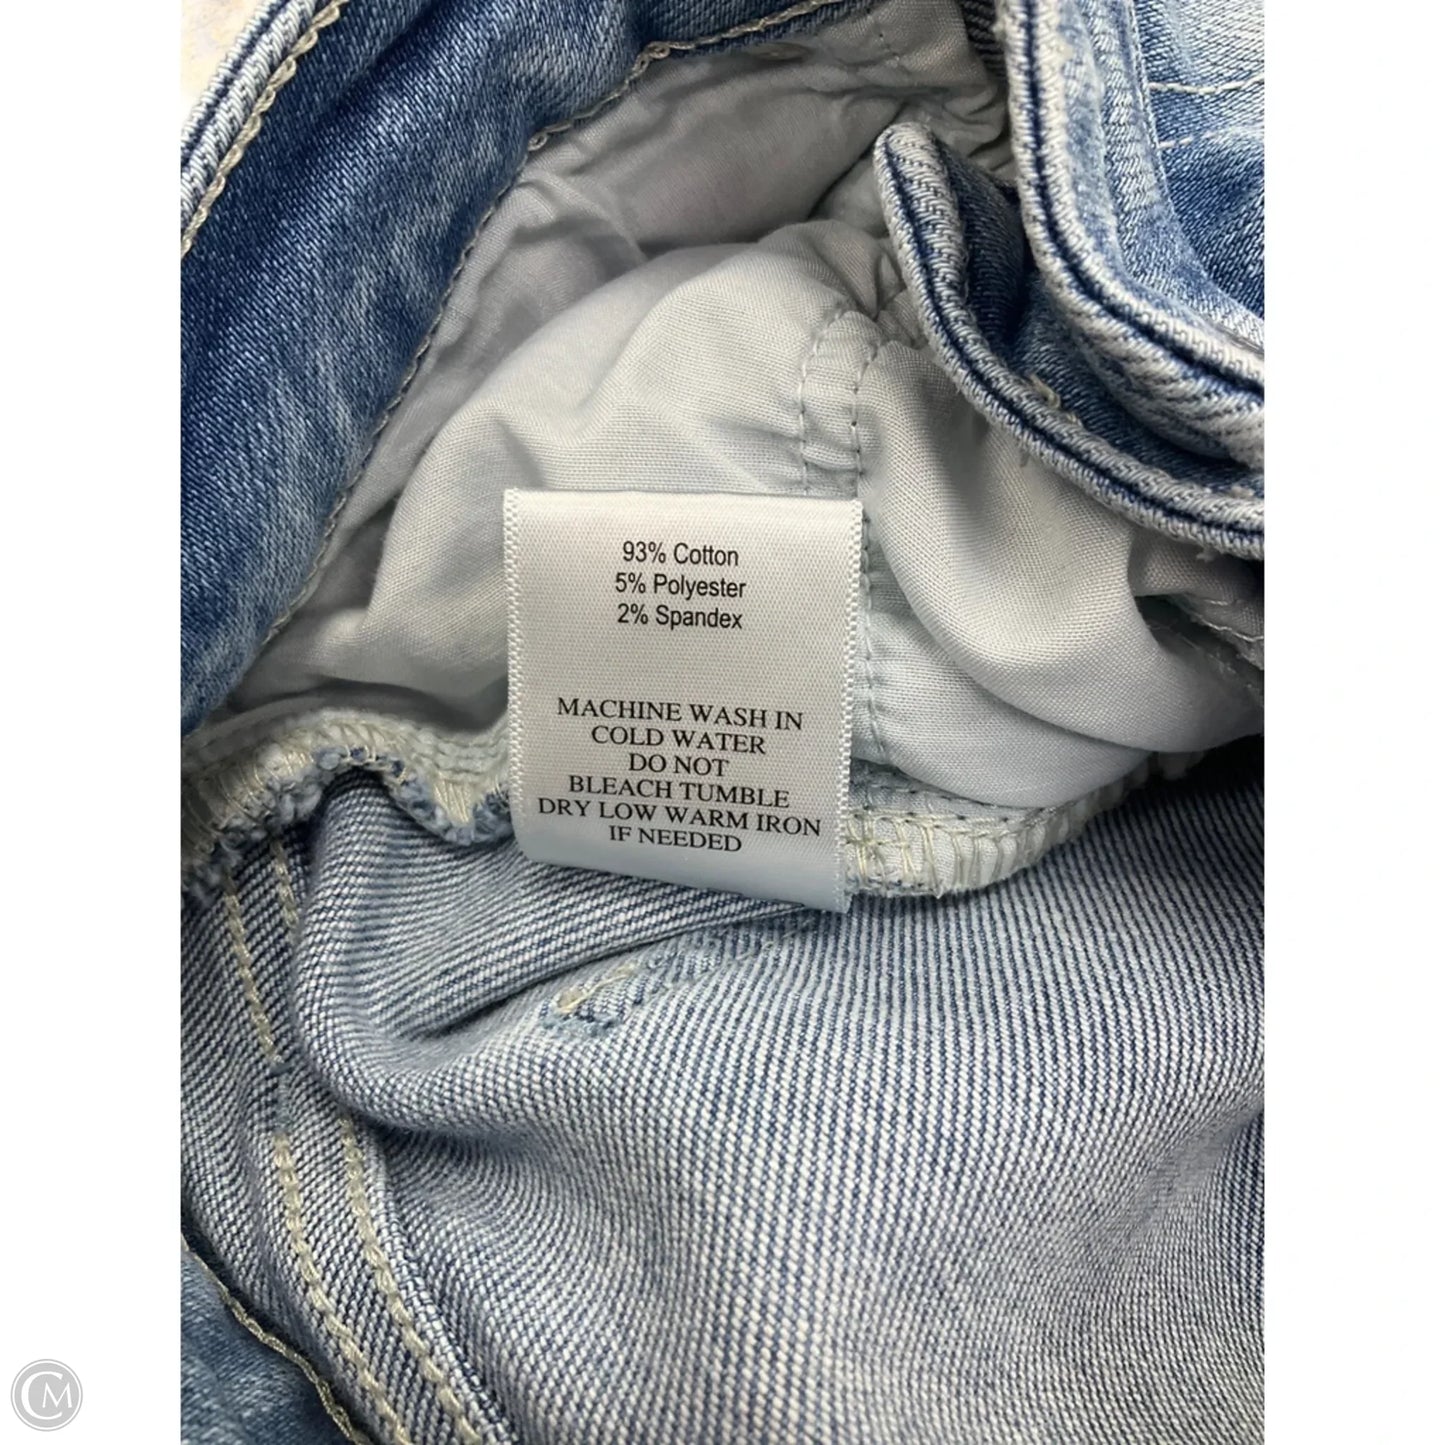 93% Cotton
5% Polyester
2% Spandex
MACHINE WASH IN
COLD WATER
DO NOT
BLEACH TUMBLE
DRY LOW WARM IRON
IF NEEDED
CM